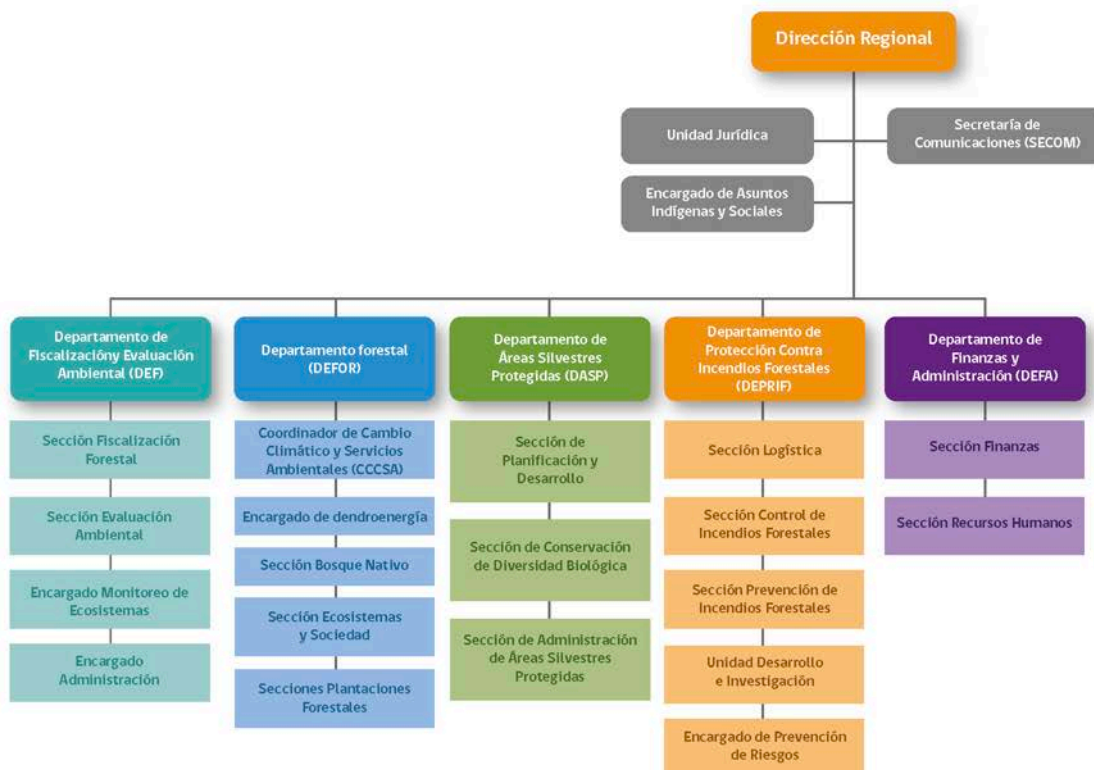 Dirección Regional
Unidad Jurídica
Secretaría de
Comunicaciones (SECOM)
Encargado de Asuntos
Indígenas y Sociales
Departamento de
Fiscalizacióny Evaluación
Ambiental (DEF)
Sección Fiscalización
Forestal
Sección Evaluación
Ambiental
Encargado Monitoreo de
Ecosistemas
Encargado
Administración
Departamento forestal
(DEFOR)
Coordinador de Cambio
Climático y Servicios
Ambientales (CCCSA)
Encargado de dendroenergía
Sección Bosque Nativo
Sección Ecosistemas
y Sociedad
Secciones Plantaciones
Forestales
Departamento de
Áreas Silvestres
Protegidas (DASP)
Sección de
Planificación y
Desarrollo
Sección de Conservación
de Diversidad Biológica
Sección de Administración
de Áreas Silvestres
Protegidas
Departamento de
Protección Contra
Incendios Forestales
(DEPRIF)
Sección Logística
Sección Control de
Incendios Forestales
Sección Prevención de
Incendios Forestales
Unidad Desarrollo
e Investigación
Encargado de Prevención
de Riesgos
Departamento de
Finanzas y
Administración (DEFA)
Sección Finanzas
Sección Recursos Humanos